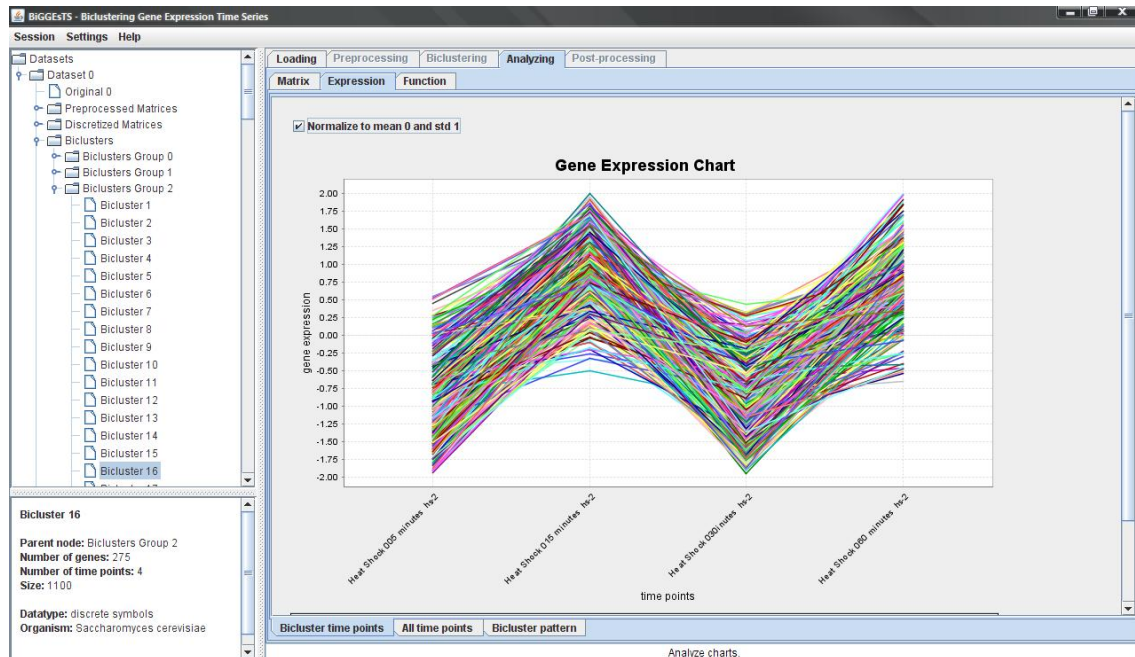 BiGGEsTS - Biclustering Gene Expression Time Series
Session Settings Help
Datasets
Dataset 0
Original 0
Preprocessed Matrices
Discretized Matrices
Biclusters
Biclusters Group 0
Biclusters Group 1
Biclusters Group 2
Bicluster 1
Bicluster 2
Bicluster 3
Bicluster 4
Bicluster 5
Bicluster 6
Bicluster 7
Bicluster 8
Bicluster 9
Bicluster 10
Bicluster 11
Bicluster 12
Bicluster 13
Bicluster 14
Bicluster 15
Bicluster 16
Bicluster 16
Parent node: Biclusters Group 2
Number of genes: 275
Number of time points: 4
Size: 1100
Datatype: discrete symbols
Organism: Saccharomyces cerevisiae
Loading Preprocessing Biclustering Analyzing Post-processing
Matrix Expression Function
Normalize to mean 0 and std 1
Gene Expression Chart
gene expression
2.00
1.75
1.50
1.25
1.00
0.75
0.50
0.25
0.00
-0.25
-0.50
-0.75
-1.00
-1.25
-1.50
-1.75
-2.00
Heat Shock 005 minutes hs-2
Heat Shock 015 minutes hs-2
Heat Shock 030inutes hs-2
Heat Shock 060 minutes hs-2
time points
Bicluster time points All time points Bicluster pattern
Analyze charts.